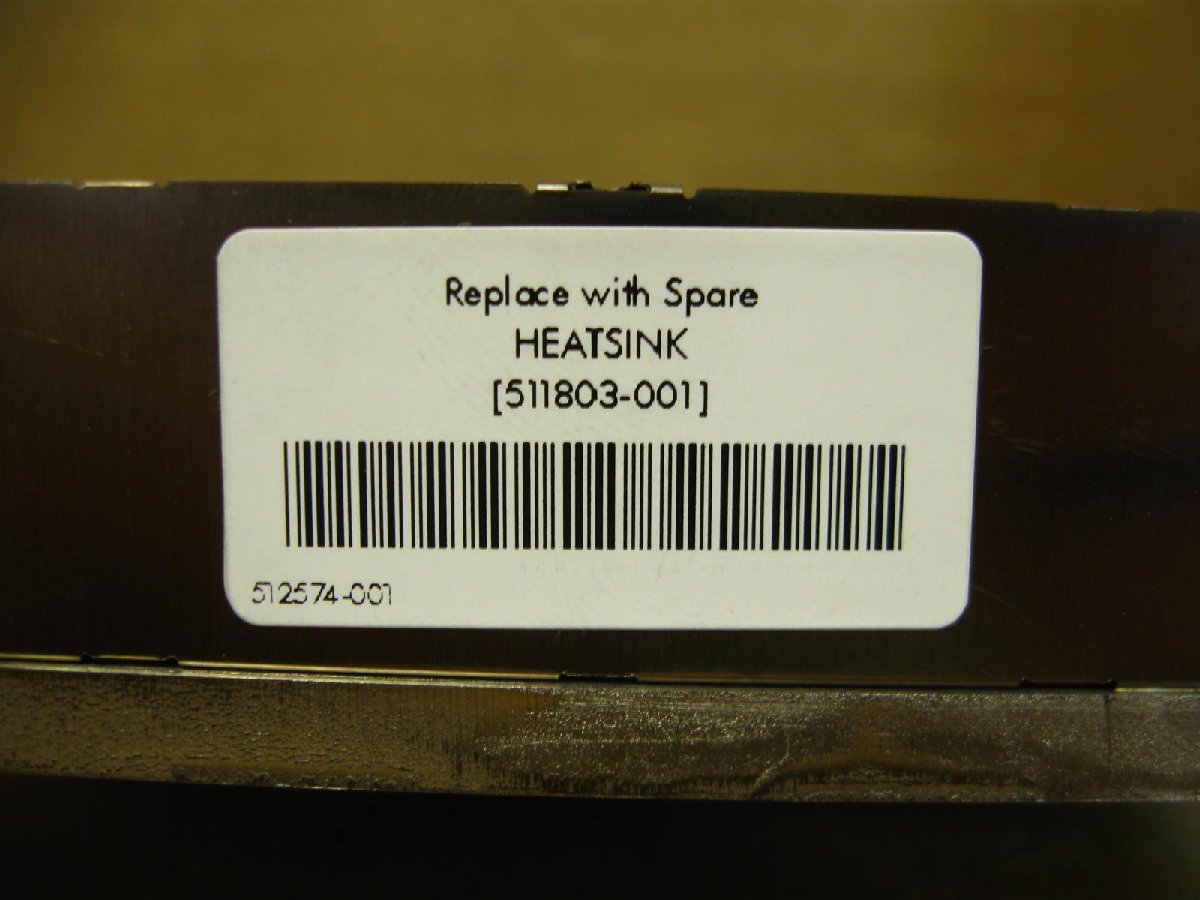 Replace with Spare
HEATSINK
[511803-001]
512574-001